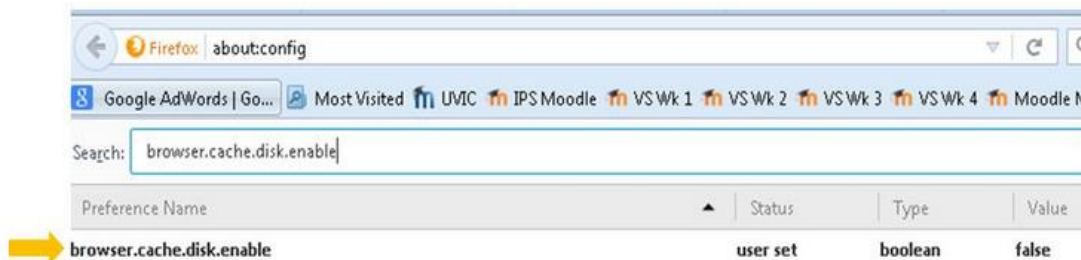 Firefox about:config
Google AdWords | Go... Most Visited UVIC IPS Moodle VS Wk 1 VS Wk 2 VS Wk 3 VS Wk 4 Moodle
Search: browser.cache.disk.enable
Preference Name Status Type Value
browser.cache.disk.enable user set boolean false